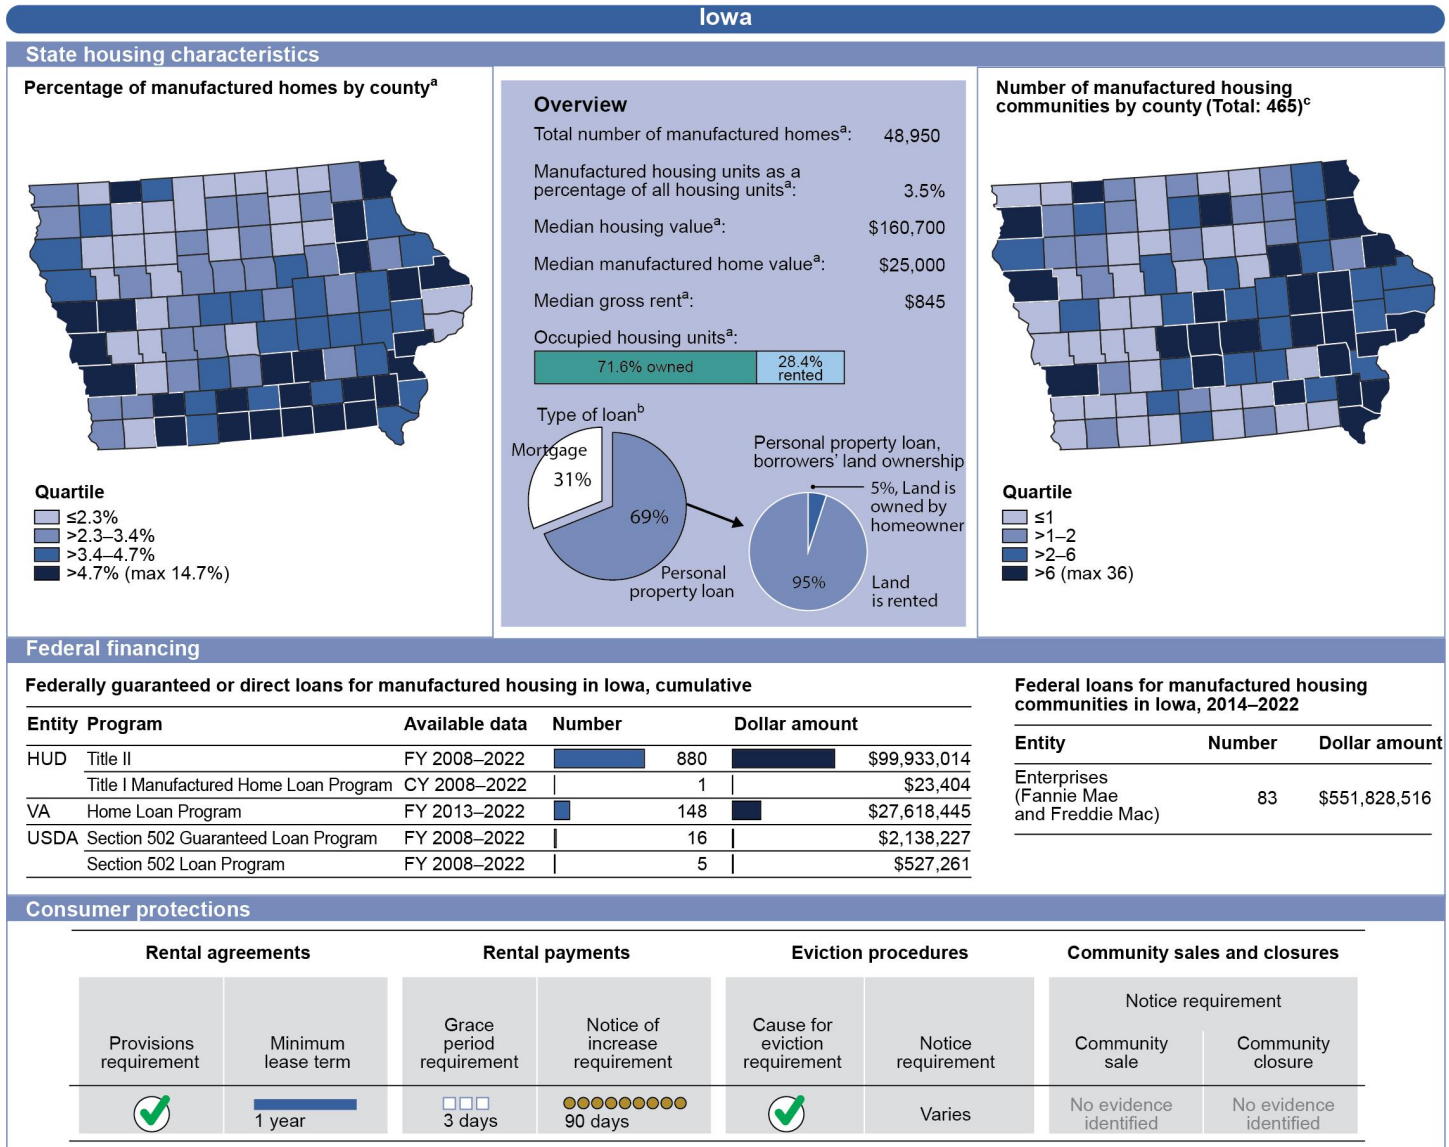 Iowa
State housing characteristics
Percentage of manufactured homes by countyᵃ
Quartile
≤2.3%
>2.3–3.4%
>3.4–4.7%
>4.7% (max 14.7%)
Overview
Total number of manufactured homesᵃ: 48,950
Manufactured housing units as a
percentage of all housing unitsᵃ: 3.5%
Median housing valueᵃ: $160,700
Median manufactured home valueᵃ: $25,000
Median gross rentᵃ: $845
Occupied housing unitsᵃ:
71.6% owned
28.4%
rented
Type of loanᵇ
Mortgage
31%
69%
Personal
property loan
Personal property loan,
borrowers’ land ownership
5%, Land is
owned by
homeowner
95%
Land
is rented
Number of manufactured housing
communities by county (Total: 465)ᶜ
Quartile
≤1
>1–2
>2–6
>6 (max 36)
Federal financing
Federally guaranteed or direct loans for manufactured housing in Iowa, cumulative
Entity Program Available data Number Dollar amount
HUD Title II FY 2008–2022 880 $99,933,014
Title I Manufactured Home Loan Program CY 2008–2022 1 $23,404
VA Home Loan Program FY 2013–2022 148 $27,618,445
USDA Section 502 Guaranteed Loan Program FY 2008–2022 16 $2,138,227
Section 502 Loan Program FY 2008–2022 5 $527,261
Federal loans for manufactured housing
communities in Iowa, 2014–2022
Entity Number Dollar amount
Enterprises
(Fannie Mae
and Freddie Mac) 83 $551,828,516
Consumer protections
Rental agreements
Provisions
requirement
Minimum
lease term
1 year
Rental payments
Grace
period
requirement
3 days
Notice of
increase
requirement
90 days
Eviction procedures
Cause for
eviction
requirement
Notice
requirement
Varies
Community sales and closures
Notice requirement
Community
sale
No evidence
identified
Community
closure
No evidence
identified